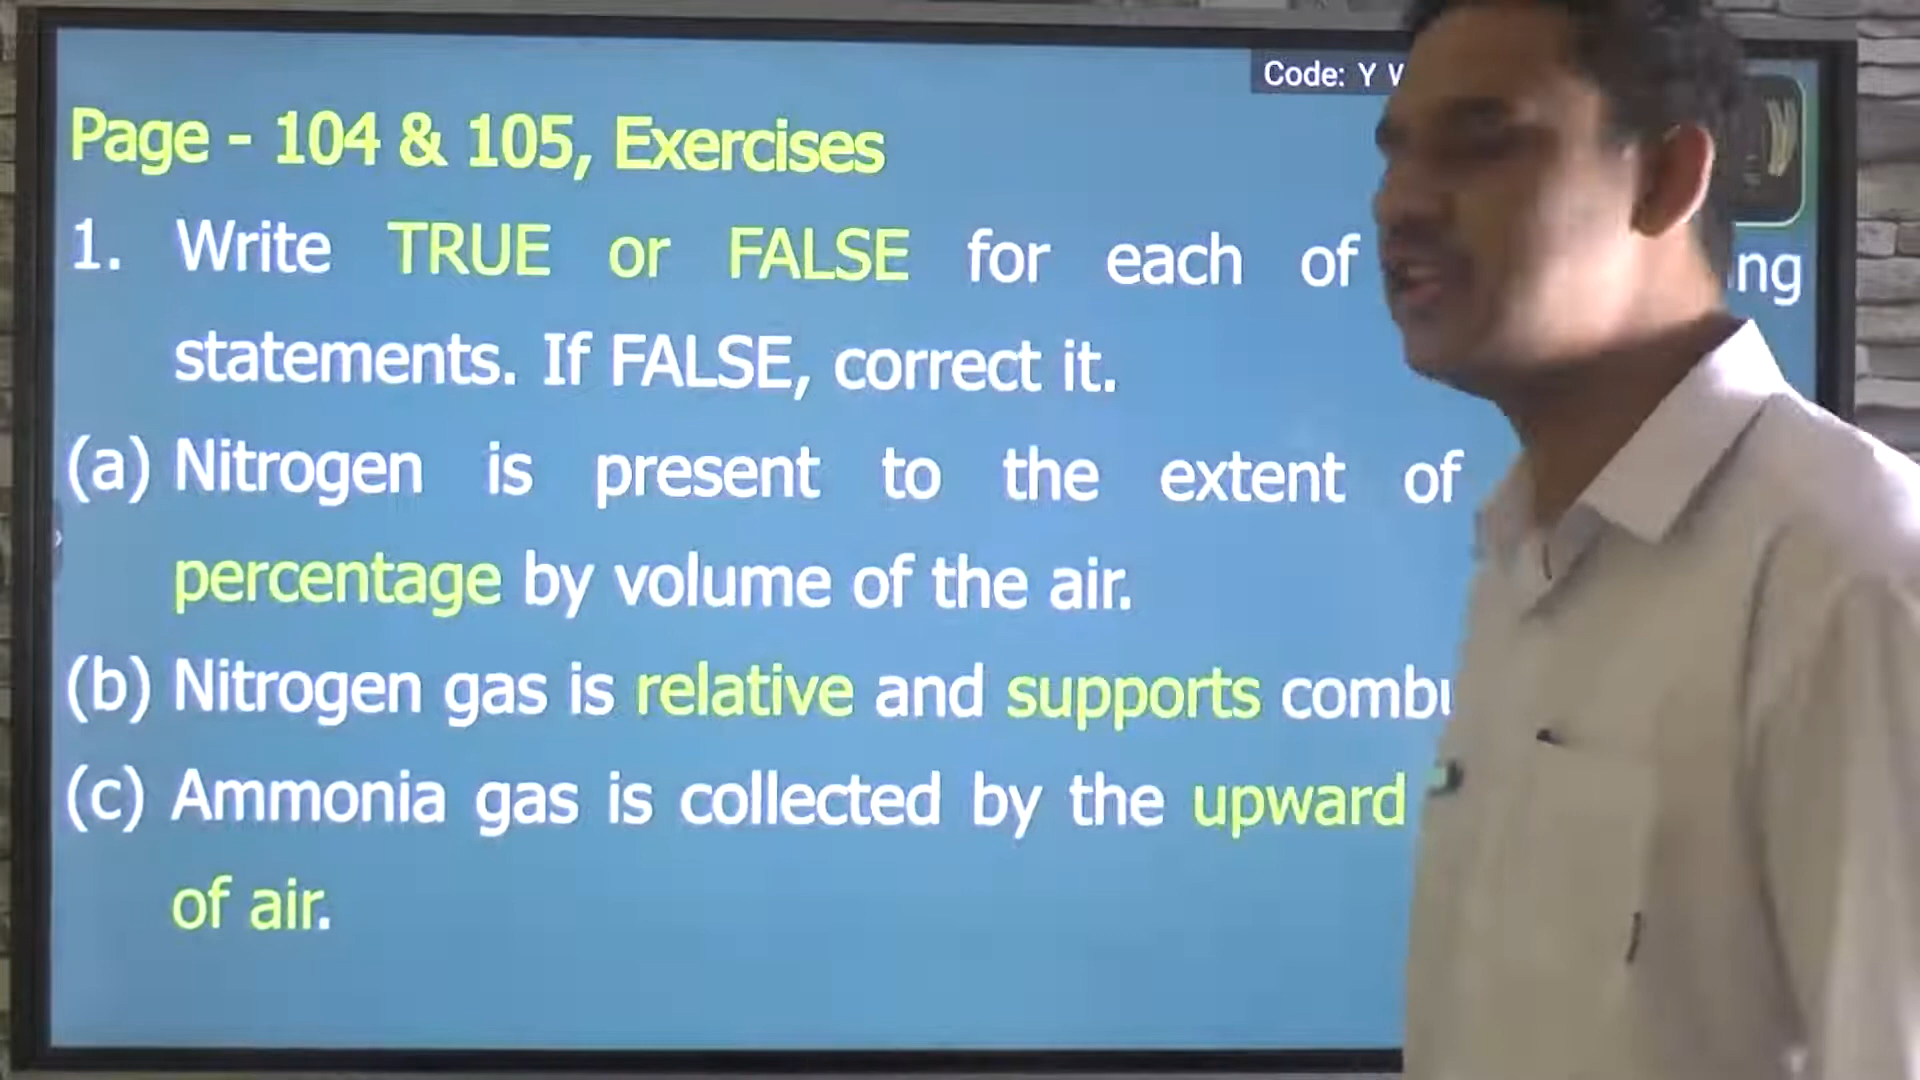 Code: Y
Page - 104 & 105, Exercises
1. Write TRUE or FALSE for each of ng
statements. If FALSE, correct it.
(a) Nitrogen is present to the extent of
percentage by volume of the air.
(b) Nitrogen gas is relative and supports combu
(c) Ammonia gas is collected by the upward
of air.